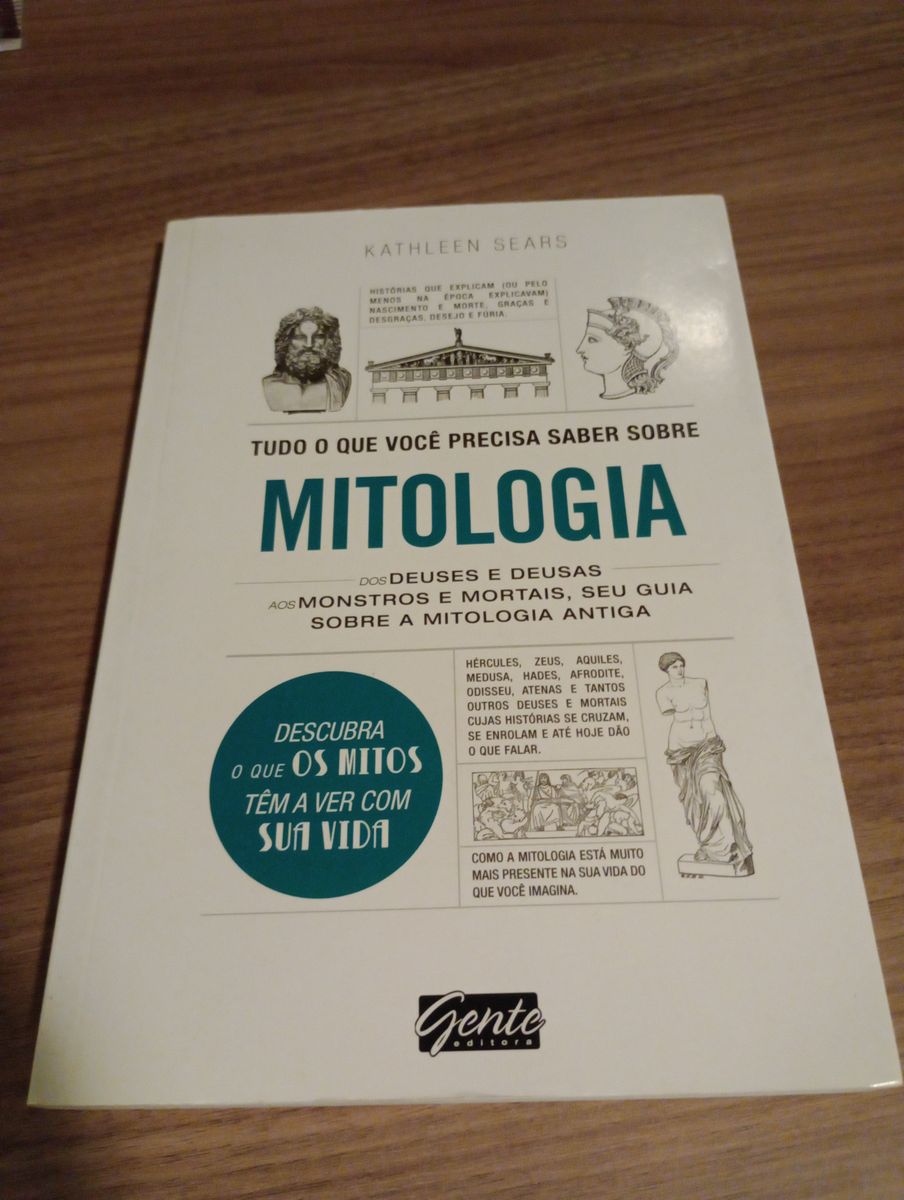 KATHLEEN SEARS
HISTÓRIAS QUE EXPLICAM (OU PELO
MENOS NA ÉPOCA EXPLICAVAM)
NASCIMENTO E MORTE, GRAÇAS E
DESGRAÇAS, DESEJO E FÚRIA.
TUDO O QUE VOCÊ PRECISA SABER SOBRE
MITOLOGIA
DOS DEUSES E DEUSAS
AOS MONSTROS E MORTAIS, SEU GUIA
SOBRE A MITOLOGIA ANTIGA
DESCUBRA
O QUE OS MITOS
TÊM A VER COM
SUA VIDA
HÉRCULES, ZEUS, AQUILES,
MEDUSA, HADES, AFRODITE,
ODISSEU, ATENAS E TANTOS
OUTROS DEUSES E MORTAIS
CUJAS HISTÓRIAS SE CRUZAM,
SE ENROLAM E ATÉ HOJE DÃO
O QUE FALAR.
COMO A MITOLOGIA ESTÁ MUITO
MAIS PRESENTE NA SUA VIDA DO
QUE VOCÊ IMAGINA.
Gente
editora